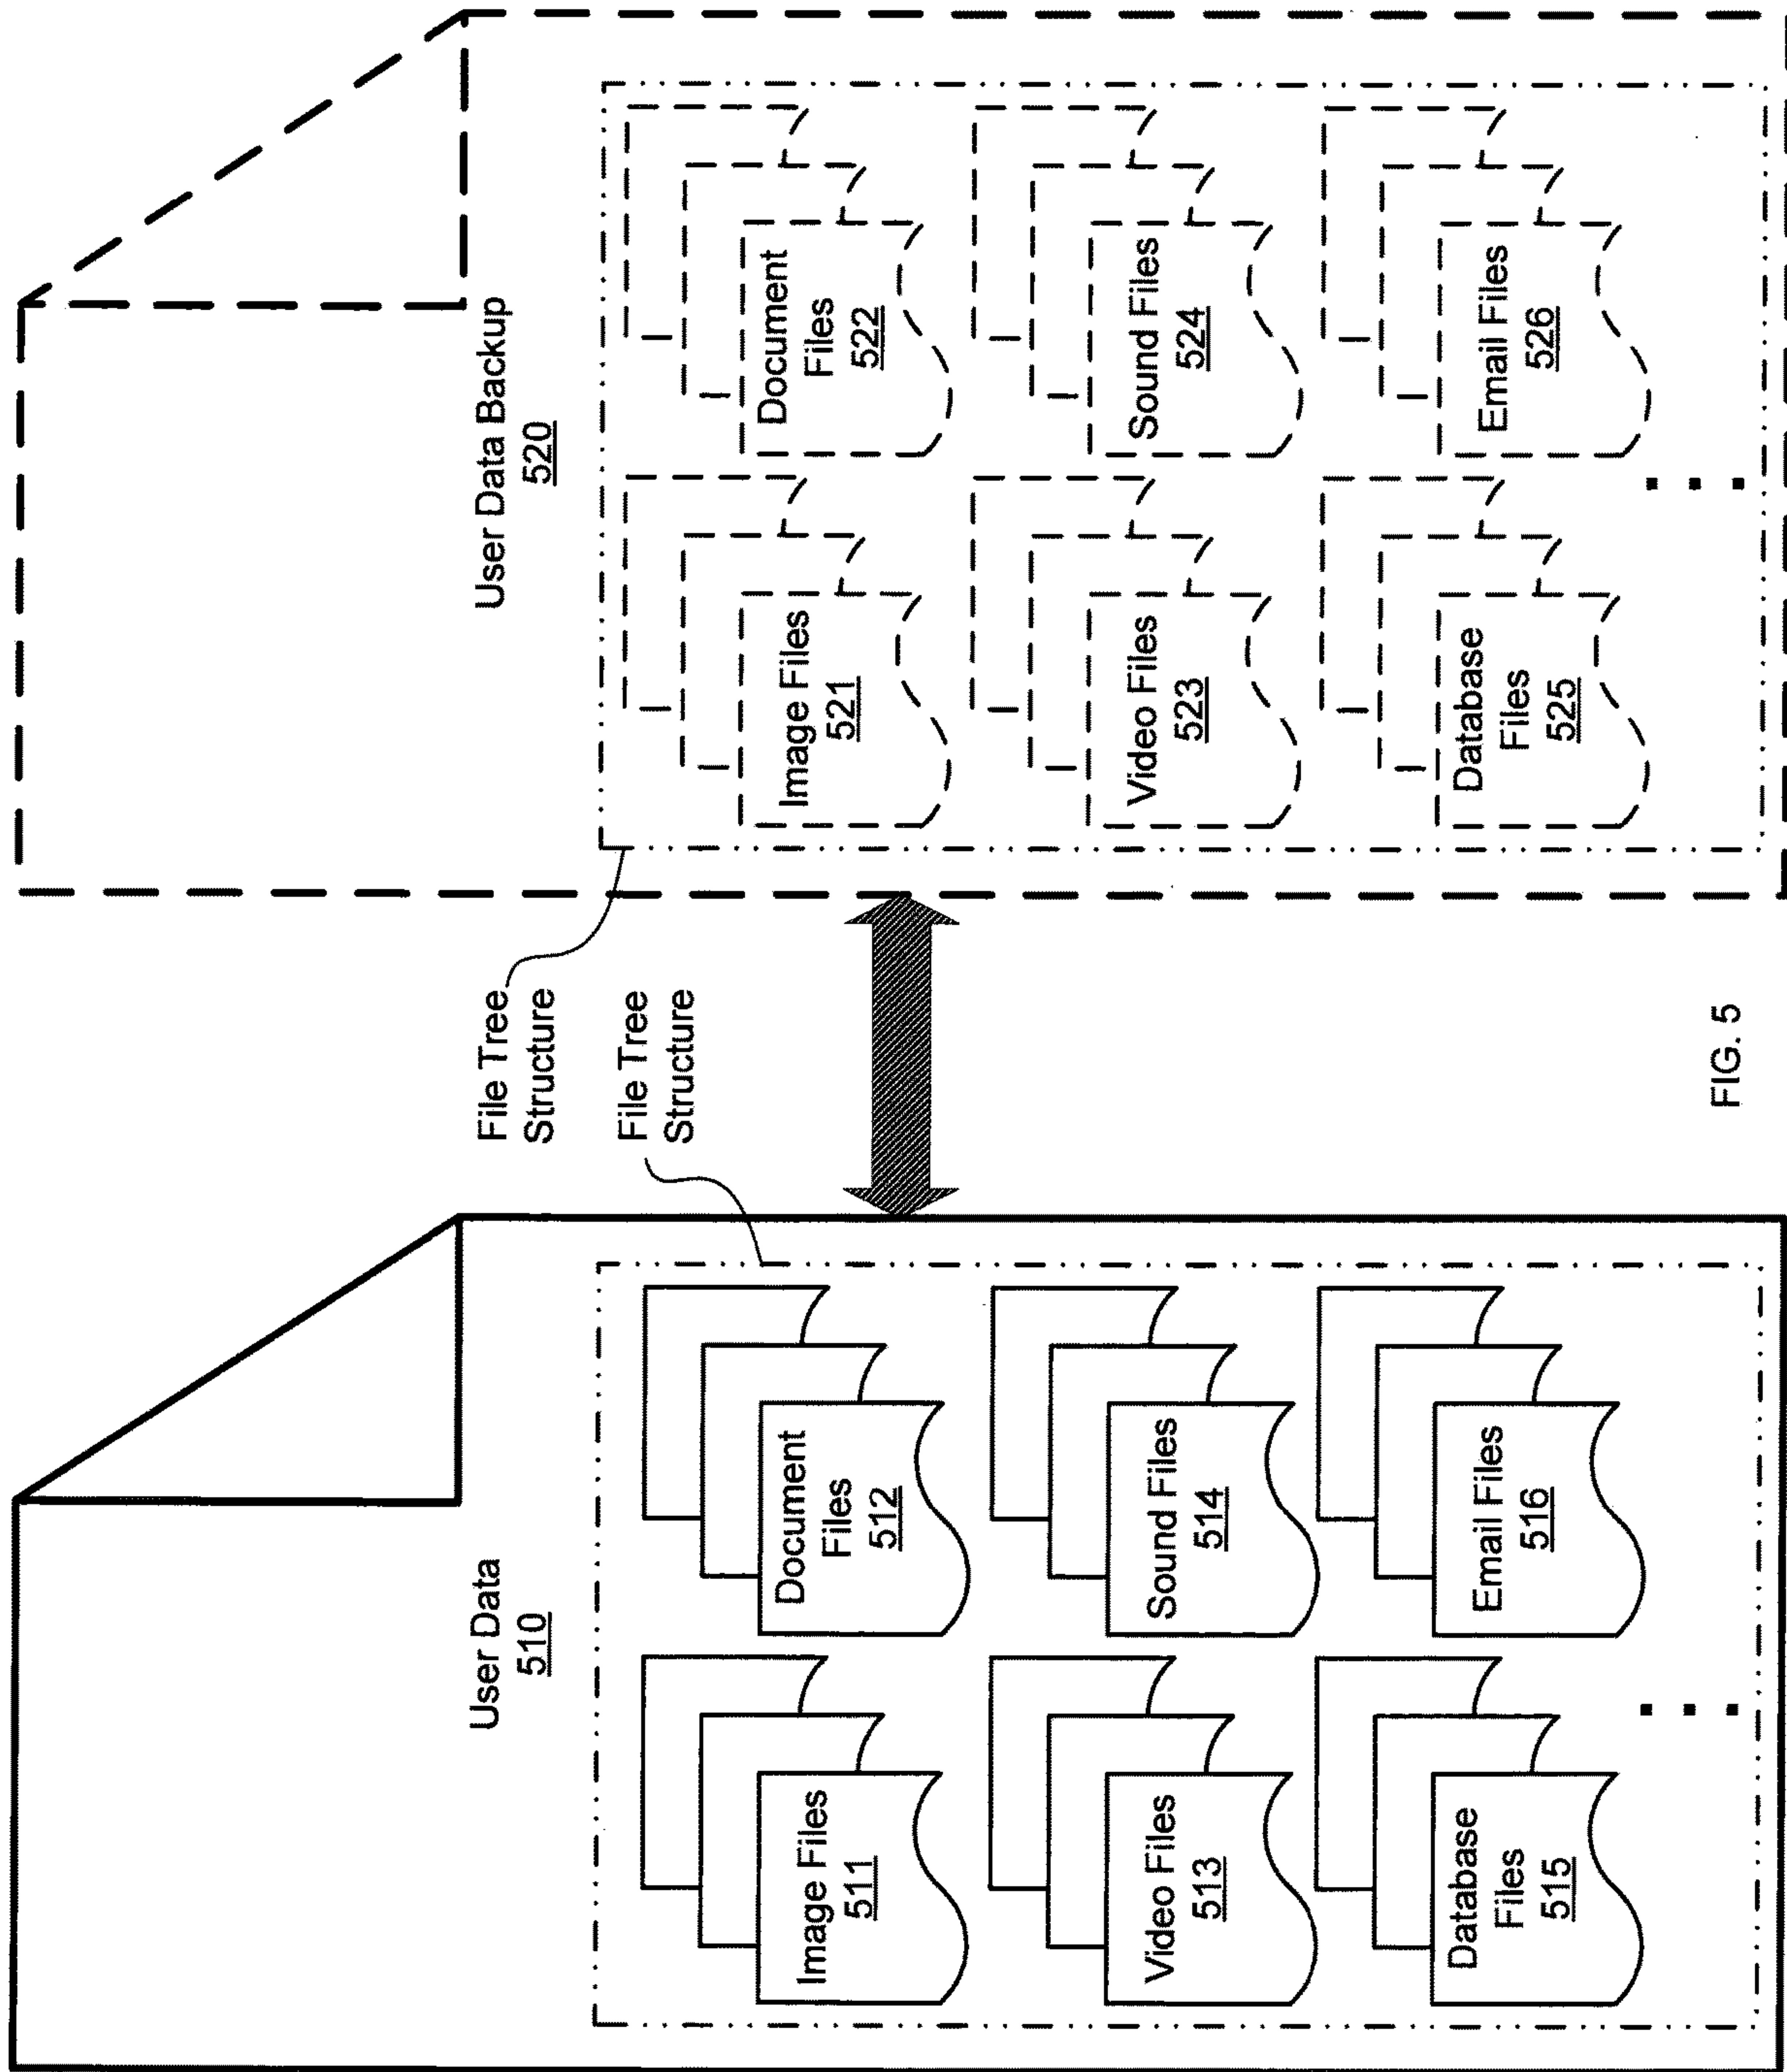 User Data
510
Image Files
511
Document
Files
512
Video Files
513
Sound Files
514
Database
Files
515
Email Files
516
File Tree
Structure
File Tree
Structure
User Data Backup
520
Image Files
521
Document
Files
522
Video Files
523
Sound Files
524
Database
Files
525
Email Files
526
FIG. 5